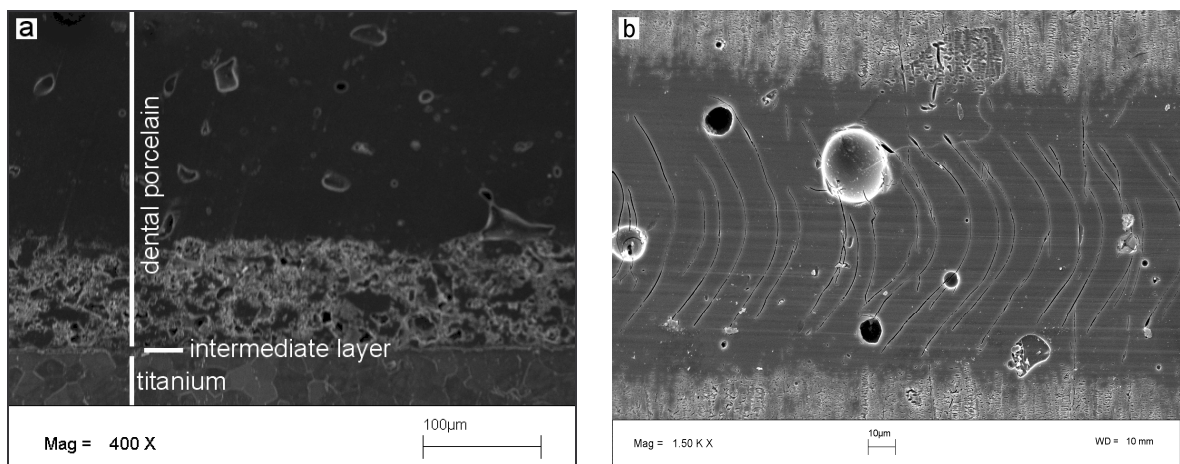 a
dental porcelain
intermediate layer
titanium
100µm
Mag = 400 X
b
10µm
Mag = 1.50 K X
WD = 10 mm